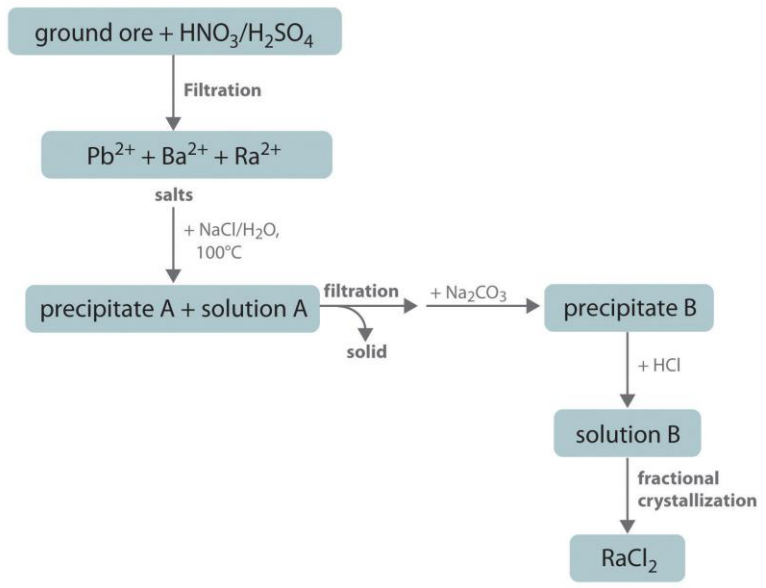 ground ore + HNO₃/H₂SO₄
Filtration
Pb²⁺ + Ba²⁺ + Ra²⁺
salts
+ NaCl/H₂O,
100°C
precipitate A + solution A
filtration
solid
+ Na₂CO₃
precipitate B
+ HCl
solution B
fractional
crystallization
RaCl₂